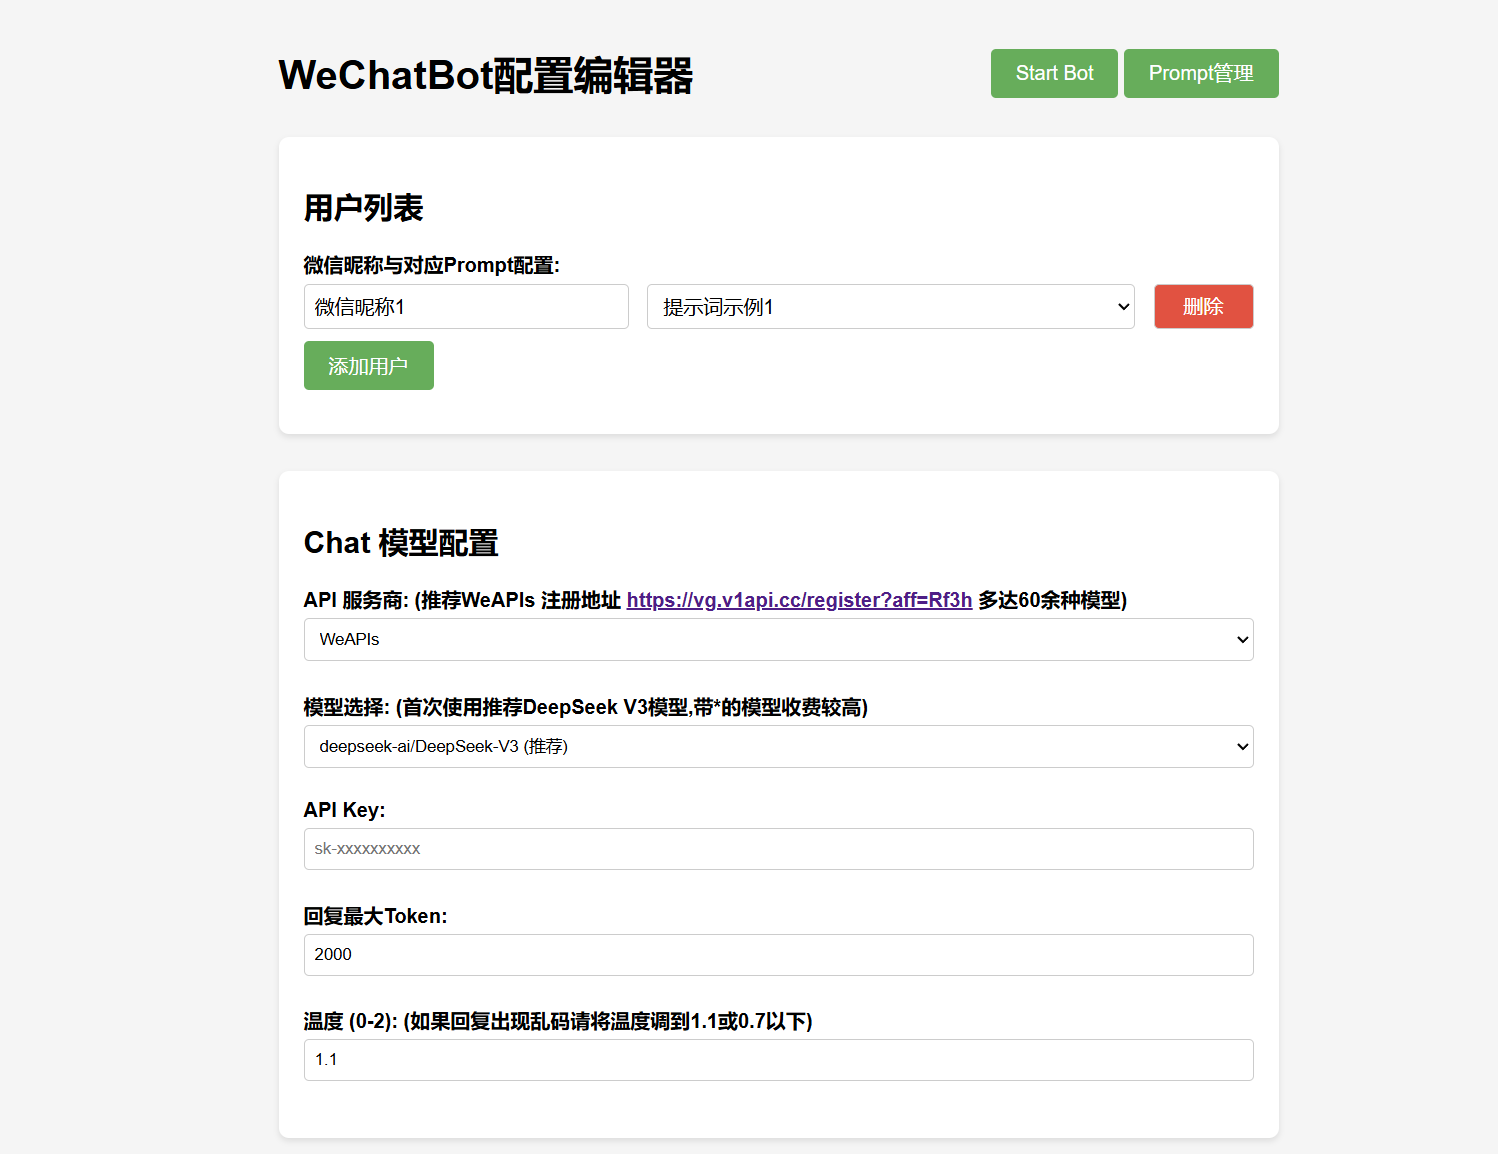 WeChatBot配置编辑器
Start Bot
Prompt管理
用户列表
微信昵称与对应Prompt配置:
微信昵称1
提示词示例1
删除
添加用户
Chat 模型配置
API 服务商: (推荐WeAPIs 注册地址 https://vg.v1api.cc/register?aff=Rf3h 多达60余种模型)
WeAPIs
模型选择: (首次使用推荐DeepSeek V3模型,带*的模型收费较高)
deepseek-ai/DeepSeek-V3 (推荐)
API Key:
sk-xxxxxxxxxx
回复最大Token:
2000
温度 (0-2): (如果回复出现乱码请将温度调到1.1或0.7以下)
1.1